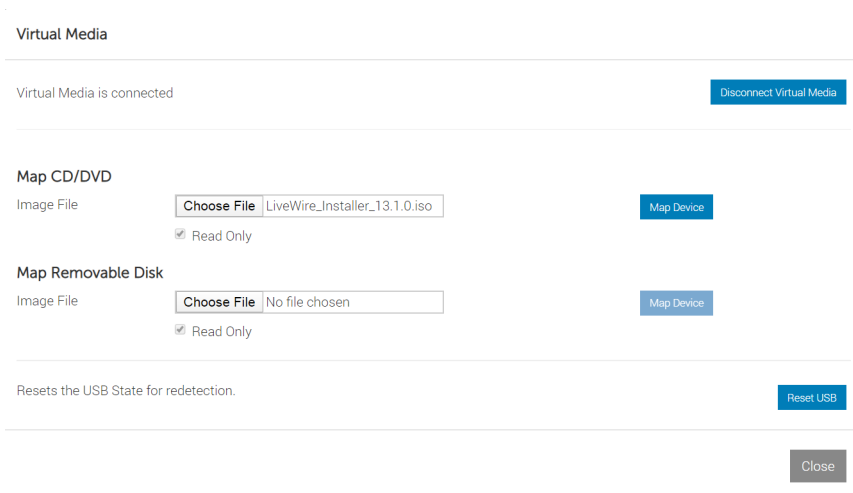 Virtual Media
Virtual Media is connected
Disconnect Virtual Media
Map CD/DVD
Image File
Choose File LiveWire_Installer_13.1.0.iso
Map Device
Read Only
Map Removable Disk
Image File
Choose File No file chosen
Map Device
Read Only
Resets the USB State for redetection.
Reset USB
Close